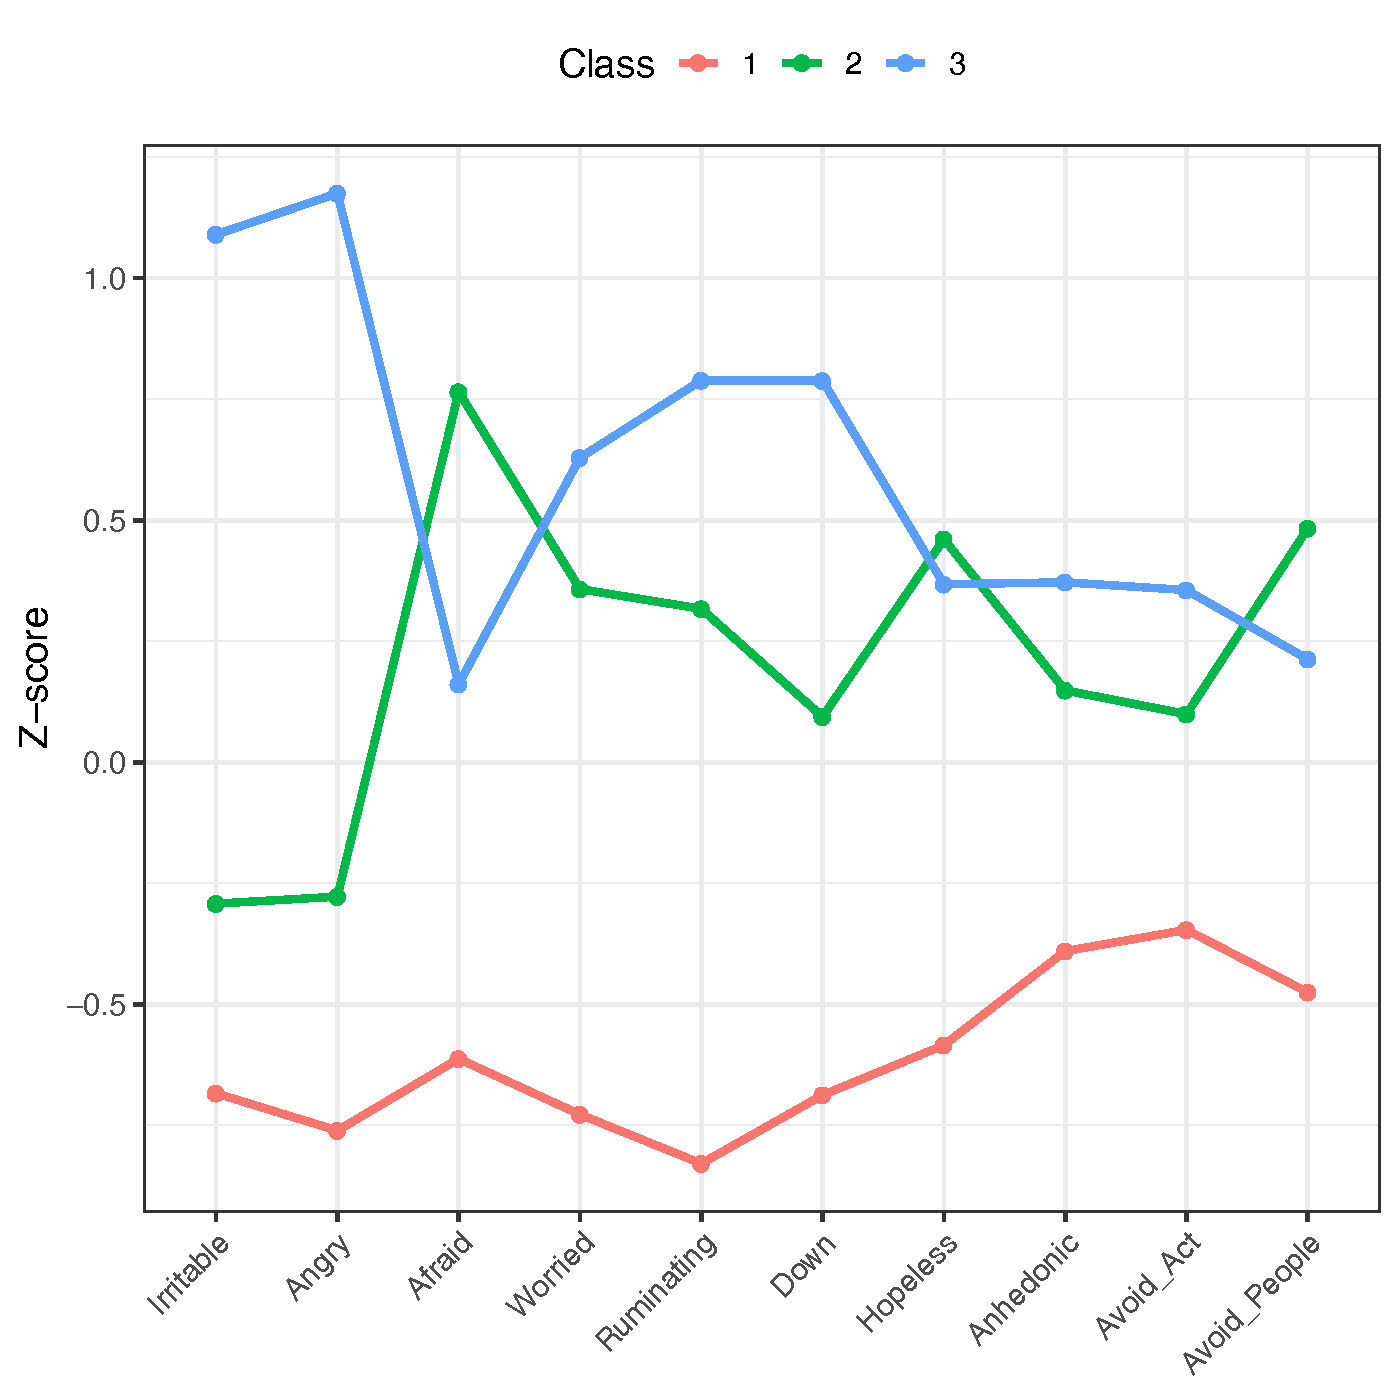 Class 1 2 3
Z−score
1.0
0.5
0.0
−0.5
Irritable
Angry
Afraid
Worried
Ruminating
Down
Hopeless
Anhedonic
Avoid_Act
Avoid_People